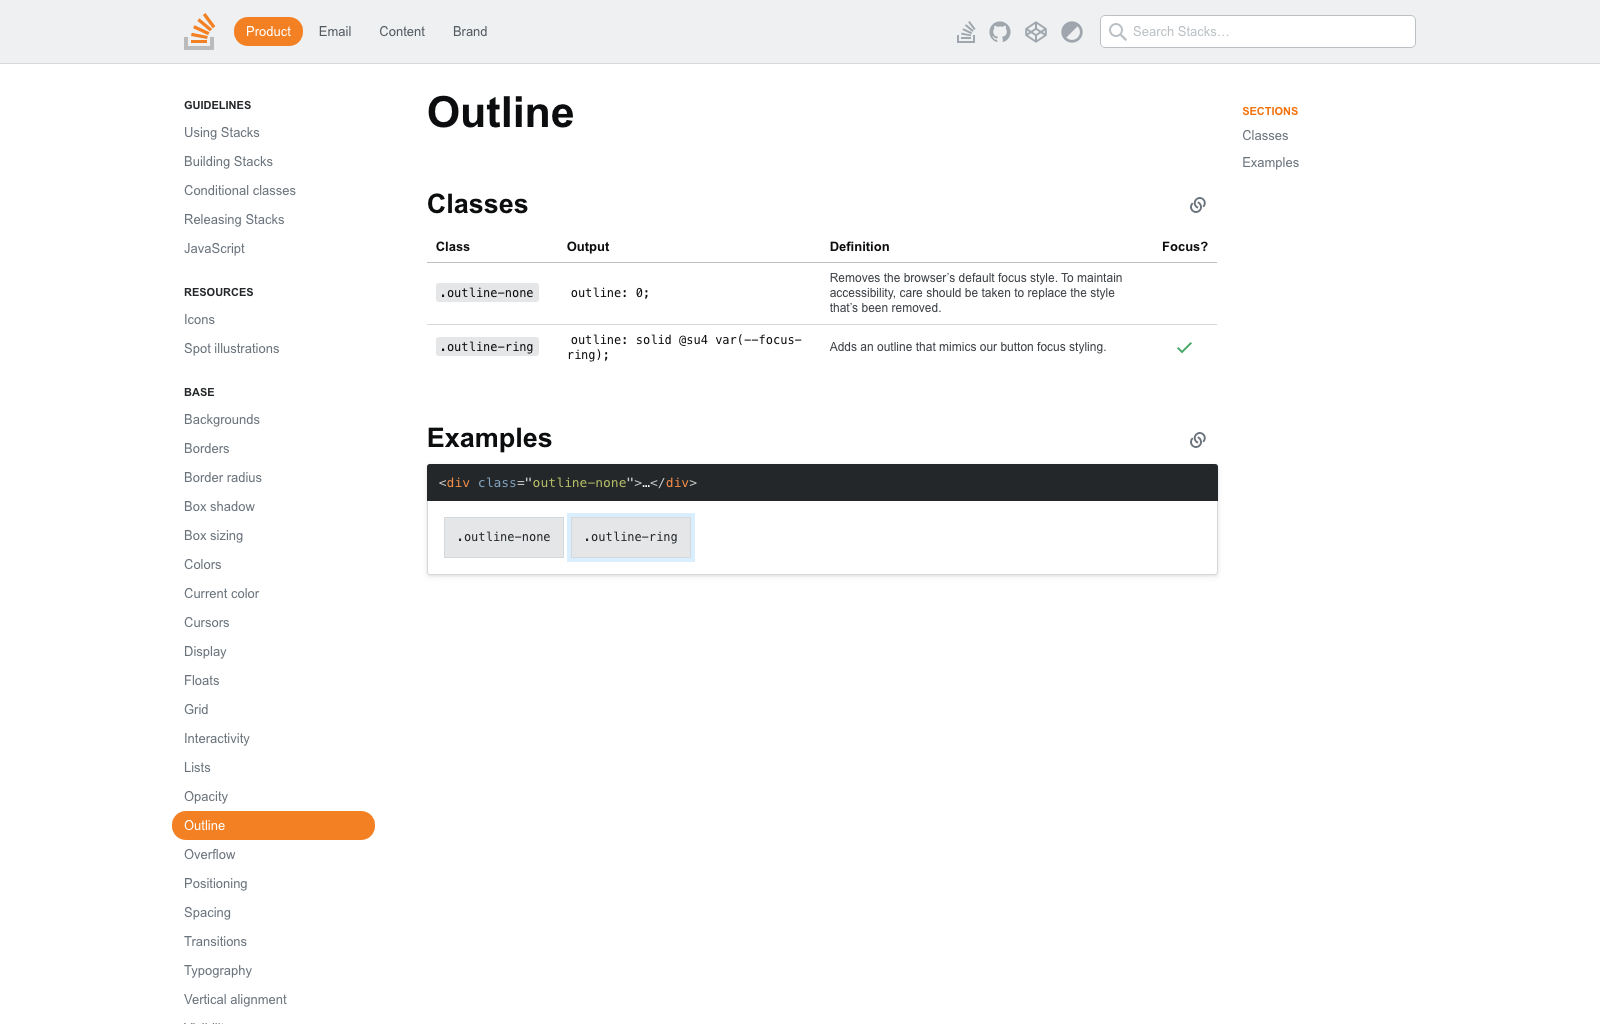 Product
Email
Content
Brand
Search Stacks…
GUIDELINES
Using Stacks
Building Stacks
Conditional classes
Releasing Stacks
JavaScript
RESOURCES
Icons
Spot illustrations
BASE
Backgrounds
Borders
Border radius
Box shadow
Box sizing
Colors
Current color
Cursors
Display
Floats
Grid
Interactivity
Lists
Opacity
Outline
Overflow
Positioning
Spacing
Transitions
Typography
Vertical alignment
Outline
Classes
Class Output Definition Focus?
.outline-none
outline: 0;
Removes the browser’s default focus style. To maintain
accessibility, care should be taken to replace the style
that’s been removed.
.outline-ring
outline: solid @su4 var(--focus-
ring);
Adds an outline that mimics our button focus styling.
Examples
<div class="outline-none">…</div>
.outline-none
.outline-ring
SECTIONS
Classes
Examples